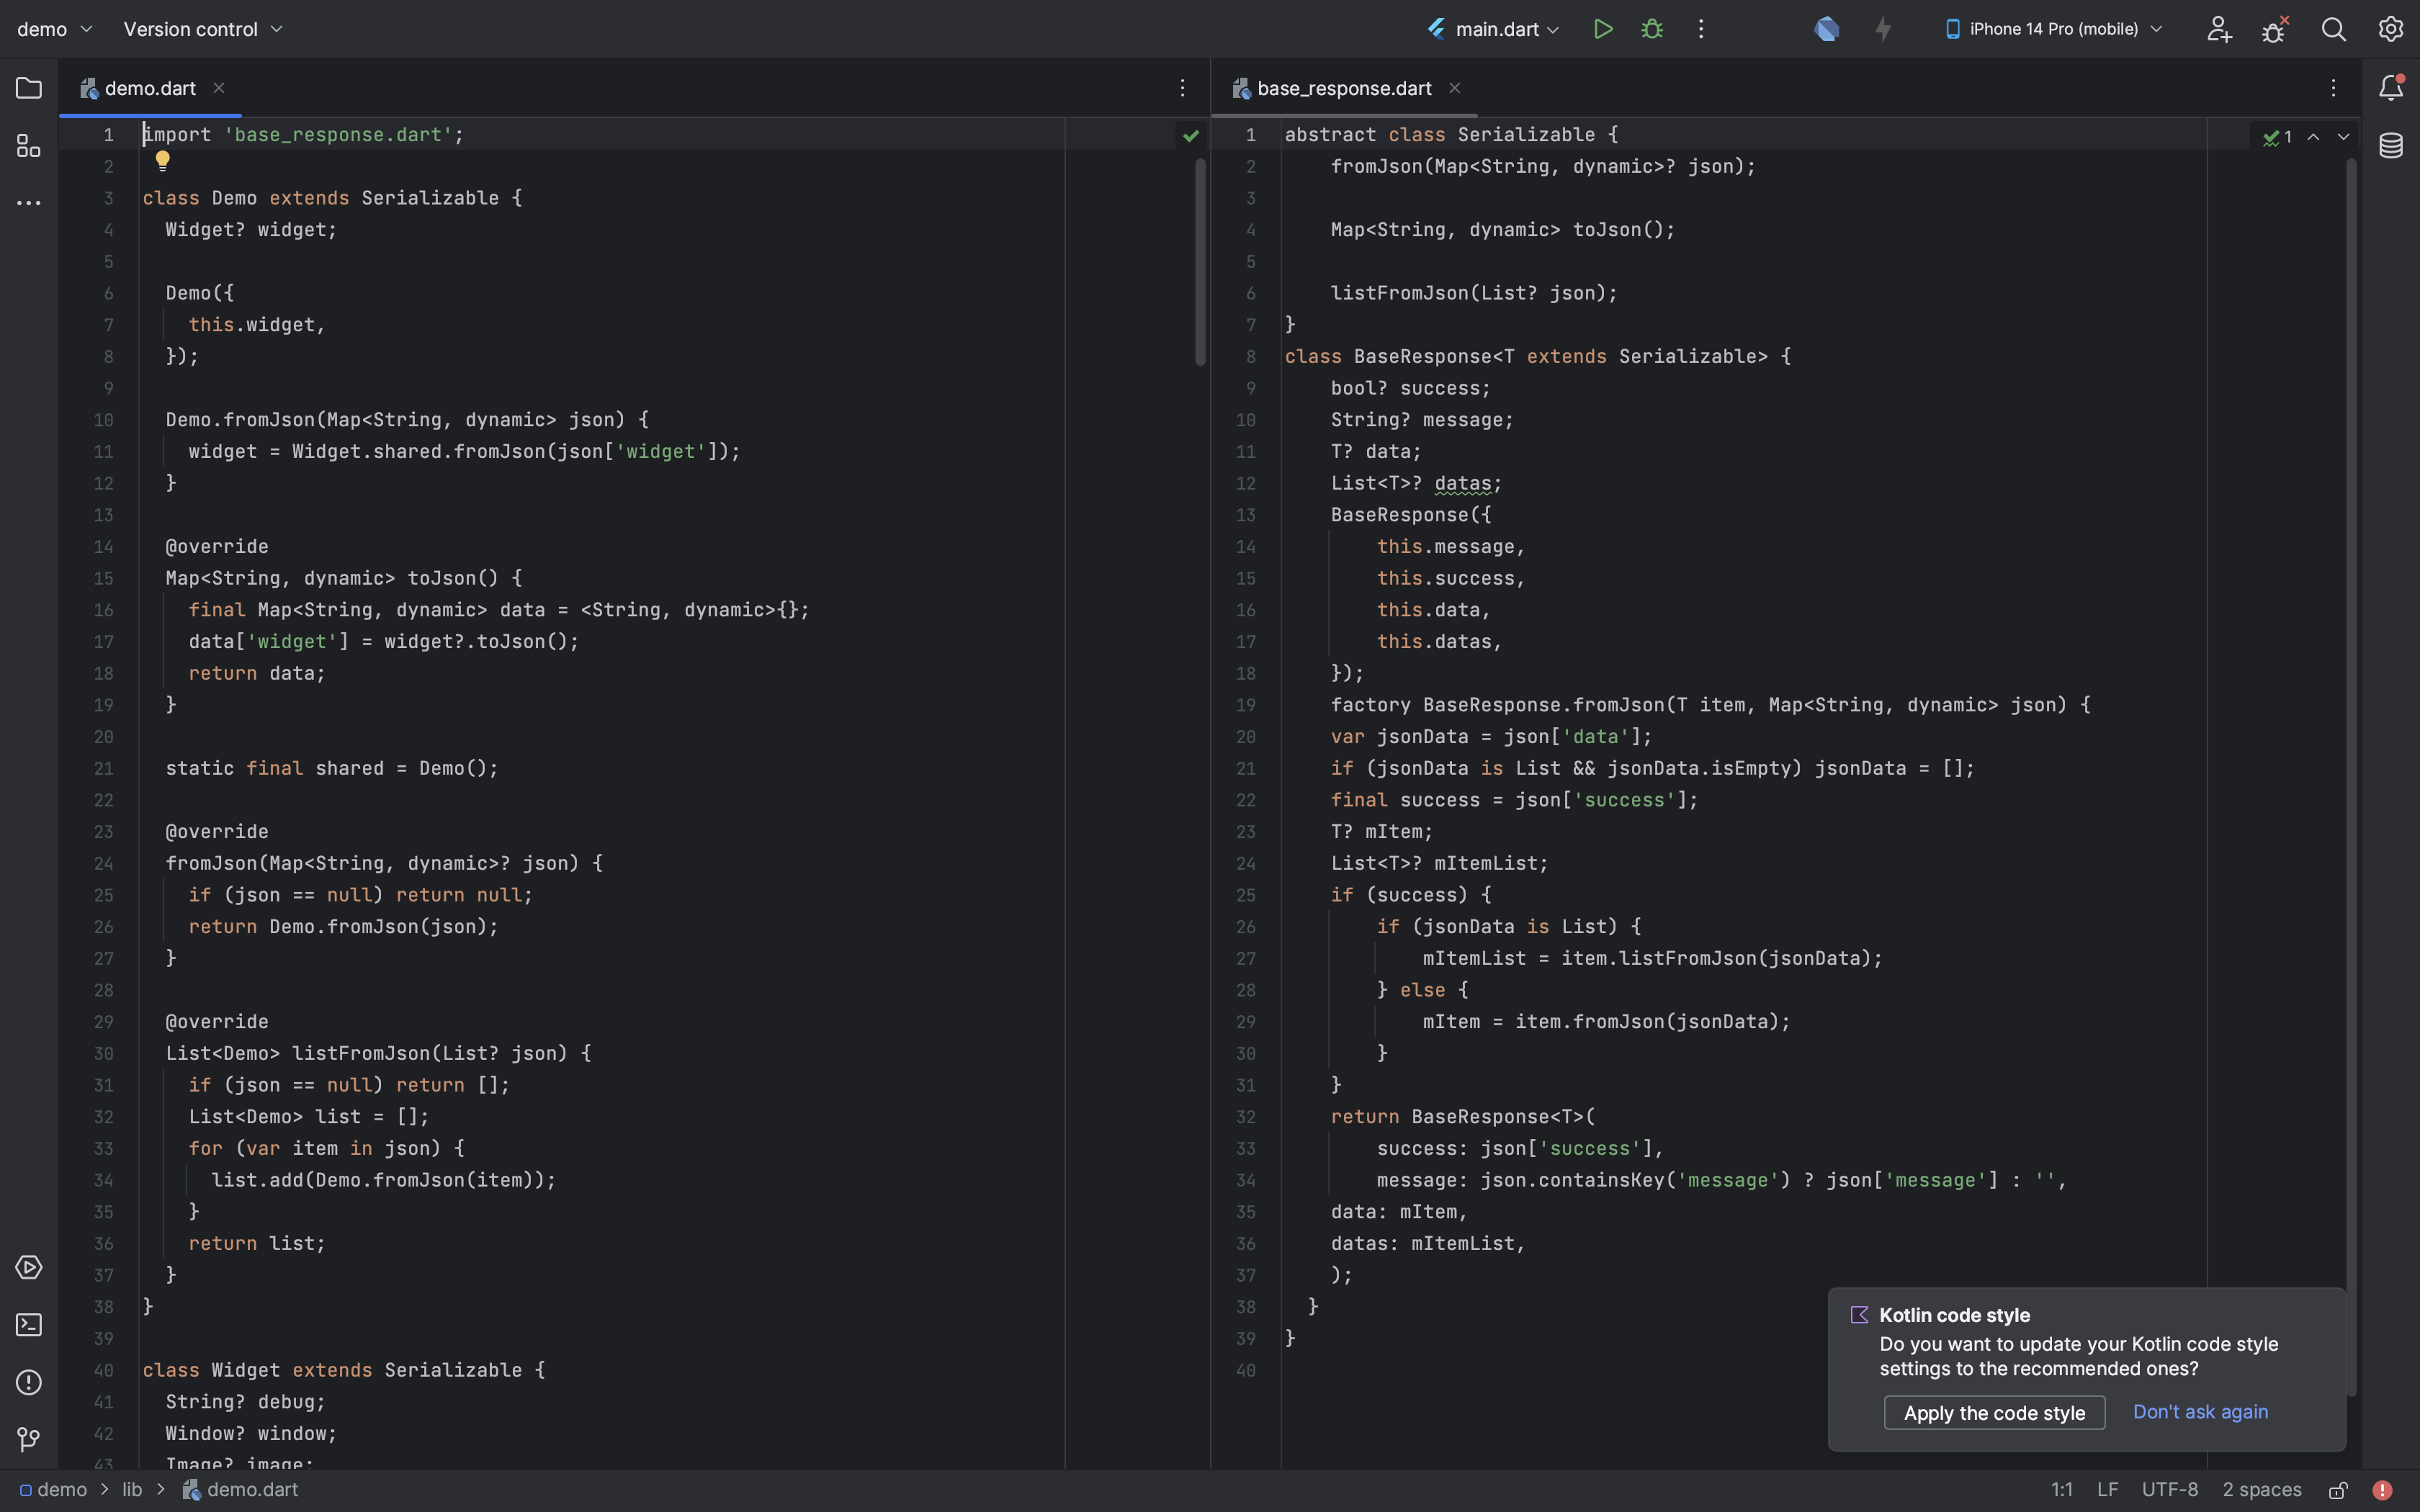 demo
Version control
main.dart
iPhone 14 Pro (mobile)
demo.dart
1 import 'base_response.dart';
2
3 class Demo extends Serializable {
4 Widget? widget;
5
6 Demo({
7 this.widget,
8 });
9
10 Demo.fromJson(Map<String, dynamic> json) {
11 widget = Widget.shared.fromJson(json['widget']);
12 }
13
14 @override
15 Map<String, dynamic> toJson() {
16 final Map<String, dynamic> data = <String, dynamic>{};
17 data['widget'] = widget?.toJson();
18 return data;
19 }
20
21 static final shared = Demo();
22
23 @override
24 fromJson(Map<String, dynamic>? json) {
25 if (json == null) return null;
26 return Demo.fromJson(json);
27 }
28
29 @override
30 List<Demo> listFromJson(List? json) {
31 if (json == null) return [];
32 List<Demo> list = [];
33 for (var item in json) {
34 list.add(Demo.fromJson(item));
35 }
36 return list;
37 }
38 }
39
40 class Widget extends Serializable {
41 String? debug;
42 Window? window;
43 Image? image;
base_response.dart
1
1 abstract class Serializable {
2 fromJson(Map<String, dynamic>? json);
3
4 Map<String, dynamic> toJson();
5
6 listFromJson(List? json);
7 }
8 class BaseResponse<T extends Serializable> {
9 bool? success;
10 String? message;
11 T? data;
12 List<T>? datas;
13 BaseResponse({
14 this.message,
15 this.success,
16 this.data,
17 this.datas,
18 });
19 factory BaseResponse.fromJson(T item, Map<String, dynamic> json) {
20 var jsonData = json['data'];
21 if (jsonData is List && jsonData.isEmpty) jsonData = [];
22 final success = json['success'];
23 T? mItem;
24 List<T>? mItemList;
25 if (success) {
26 if (jsonData is List) {
27 mItemList = item.listFromJson(jsonData);
28 } else {
29 mItem = item.fromJson(jsonData);
30 }
31 }
32 return BaseResponse<T>(
33 success: json['success'],
34 message: json.containsKey('message') ? json['message'] : '',
35 data: mItem,
36 datas: mItemList,
37 );
38 }
39 }
40
Kotlin code style
Do you want to update your Kotlin code style
settings to the recommended ones?
Apply the code style
Don't ask again
demo > lib > demo.dart
1:1 LF UTF-8 2 spaces